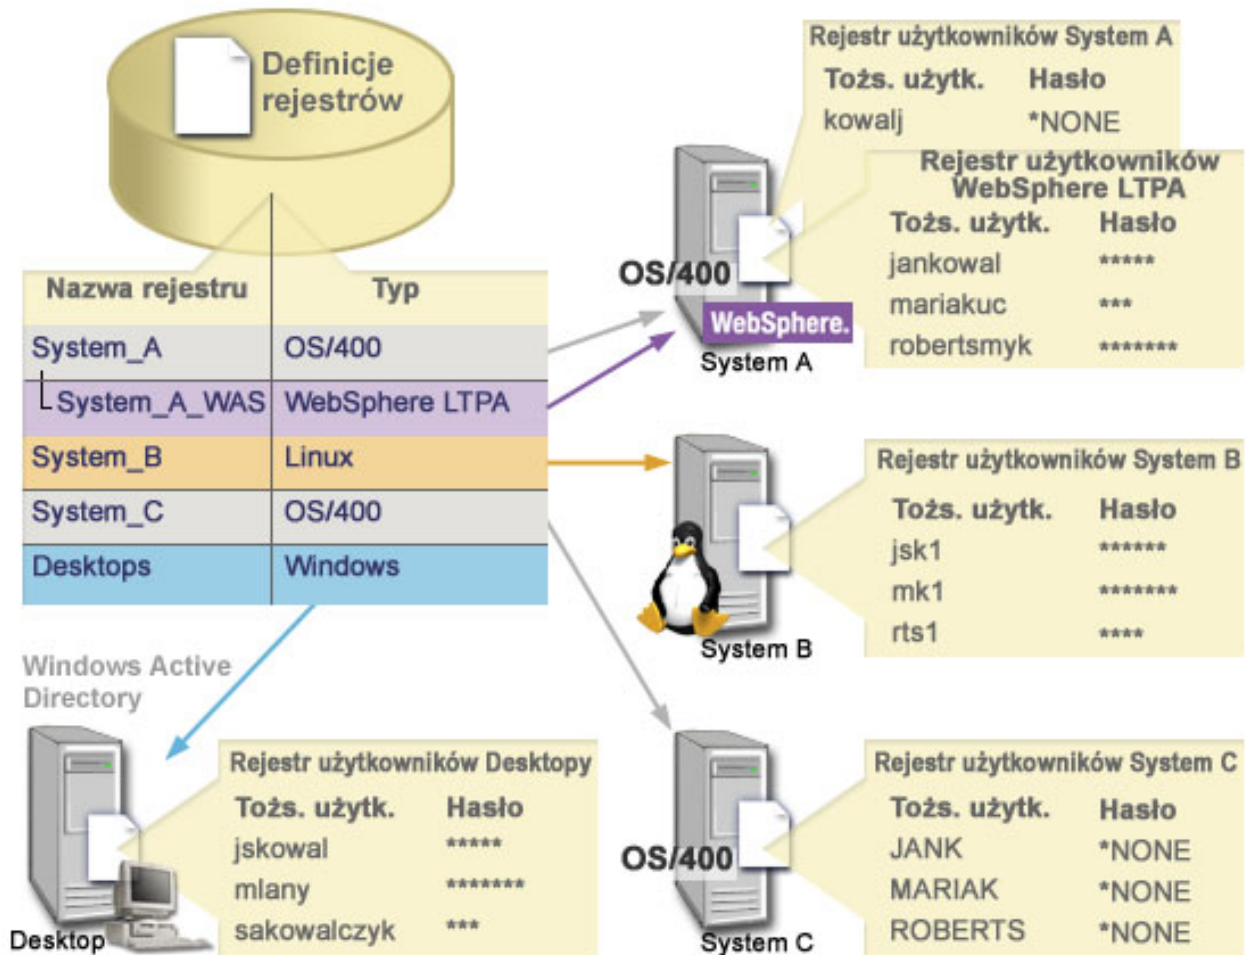 Definicje
rejestrów
Nazwa rejestru Typ
System_A OS/400
System_A_WAS WebSphere LTPA
System_B Linux
System_C OS/400
Desktops Windows
Rejestr użytkowników System A
Tożs. użytk. Hasło
kowalj *NONE
Rejestr użytkowników
WebSphere LTPA
Tożs. użytk. Hasło
jankowal *****
mariakuc ***
robertsmyk *******
OS/400
WebSphere.
System A
Rejestr użytkowników System B
Tożs. użytk. Hasło
jsk1 ******
mk1 *******
rts1 ****
System B
Windows Active
Directory
Rejestr użytkowników Desktopy
Tożs. użytk. Hasło
jskowal *****
mlany *******
sakowalczyk ***
Desktop
Rejestr użytkowników System C
Tożs. użytk. Hasło
JANK *NONE
MARIAK *NONE
ROBERTS *NONE
OS/400
System C